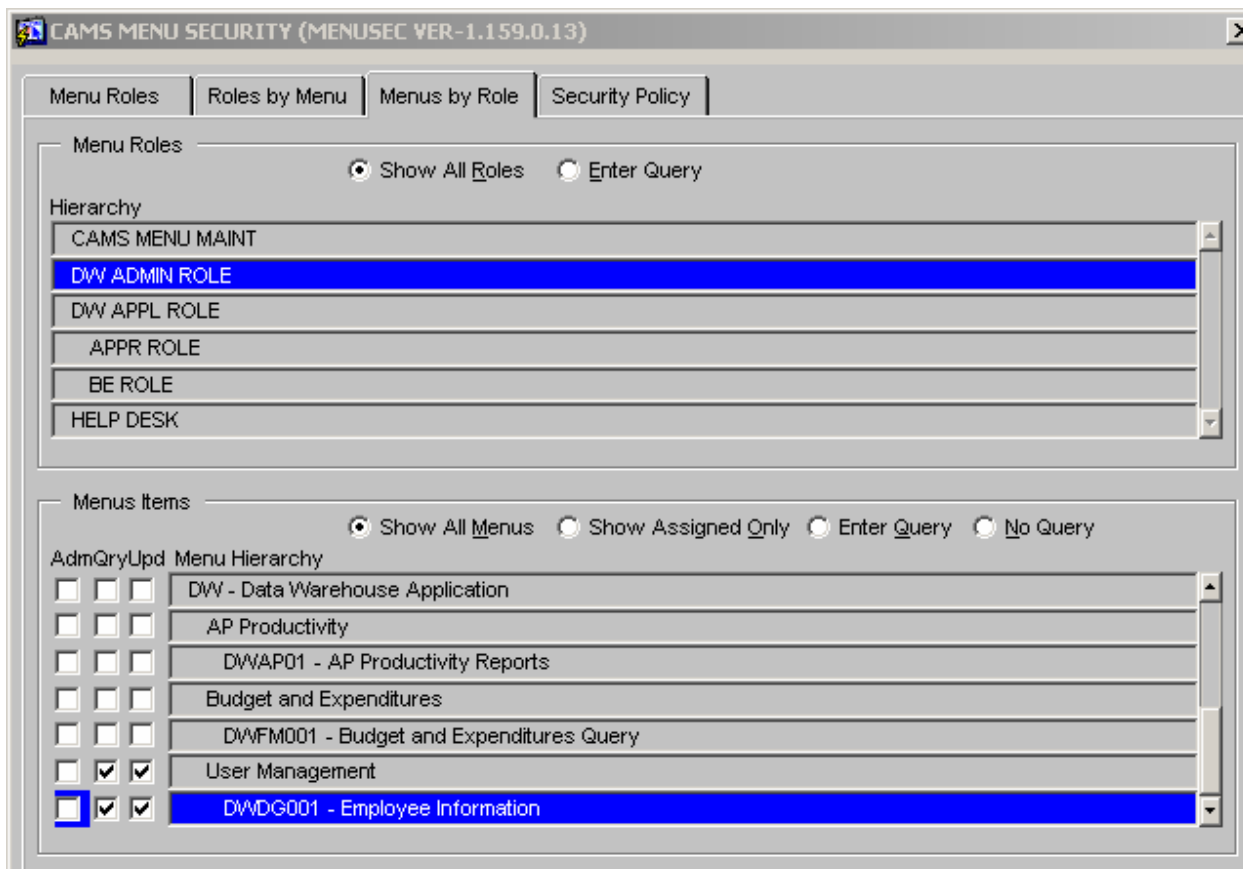 CAMS MENU SECURITY (MENUSEC VER-1.159.0.13)
Menu Roles Roles by Menu Menus by Role Security Policy
Menu Roles
Show All Roles Enter Query
Hierarchy
CAMS MENU MAINT
DW ADMIN ROLE
DW APPL ROLE
APPR ROLE
BE ROLE
HELP DESK
Menus Items
Show All Menus Show Assigned Only Enter Query No Query
AdmQryUpd Menu Hierarchy
DW - Data Warehouse Application
AP Productivity
DWAP01 - AP Productivity Reports
Budget and Expenditures
DWFM001 - Budget and Expenditures Query
User Management
DWDG001 - Employee Information